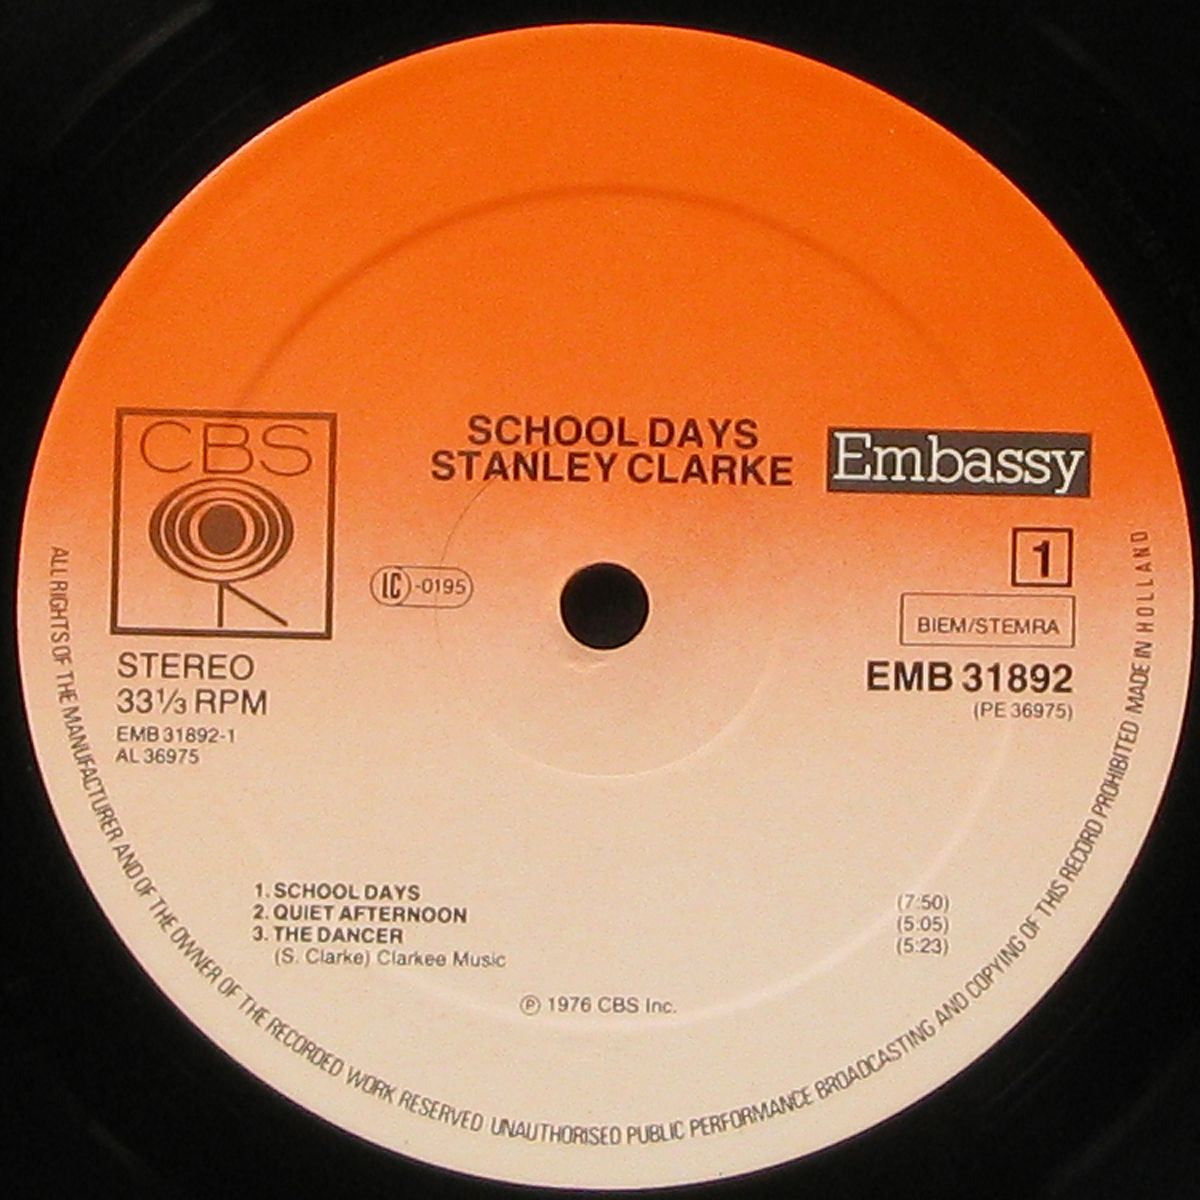 SCHOOL DAYS
STANLEY CLARKE
CBS
Embassy
LC -0195
1
BIEM/STEMRA
STEREO
33⅓ RPM
EMB 31892-1
AL 36975
EMB 31892
(PE 36975)
1. SCHOOL DAYS (7:50)
2. QUIET AFTERNOON (5:05)
3. THE DANCER (5:23)
(S. Clarke) Clarkee Music
℗ 1976 CBS Inc.
ALL RIGHTS OF THE MANUFACTURER AND OF THE OWNER OF THE RECORDED WORK RESERVED UNAUTHORISED PUBLIC PERFORMANCE BROADCASTING AND COPYING OF THIS RECORD PROHIBITED MADE IN HOLLAND